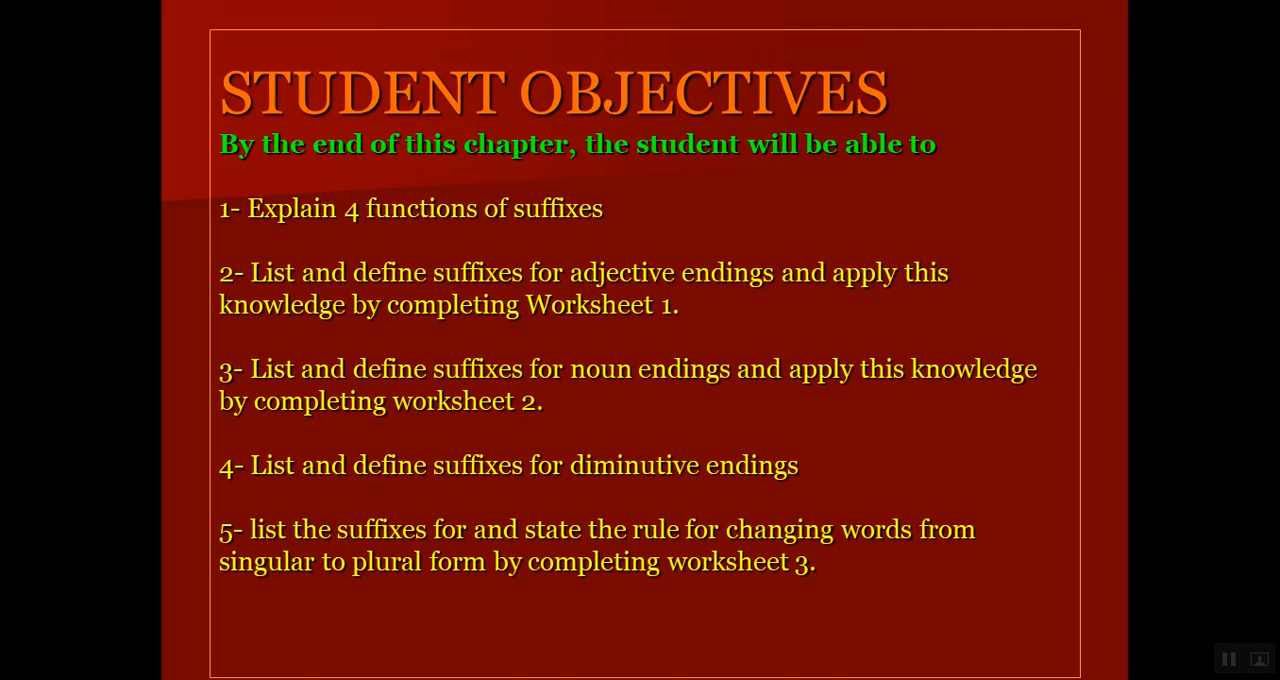 STUDENT OBJECTIVES
By the end of this chapter, the student will be able to
1- Explain 4 functions of suffixes
2- List and define suffixes for adjective endings and apply this
knowledge by completing Worksheet 1.
3- List and define suffixes for noun endings and apply this knowledge
by completing worksheet 2.
4- List and define suffixes for diminutive endings
5- list the suffixes for and state the rule for changing words from
singular to plural form by completing worksheet 3.